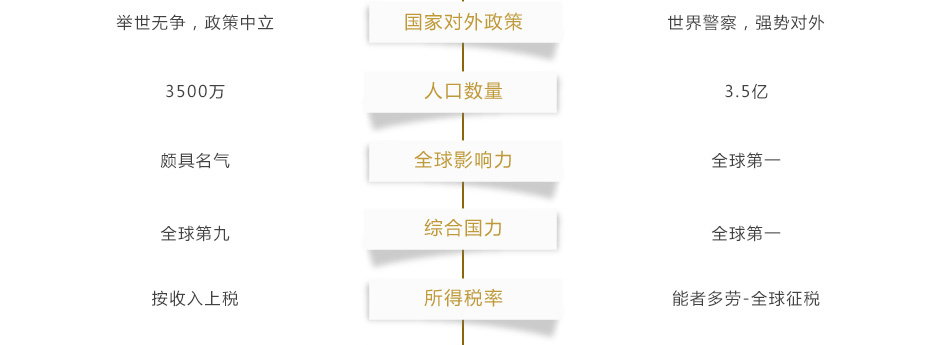 举世无争，政策中立 国家对外政策 世界警察，强势对外
3500万 人口数量 3.5亿
颇具名气 全球影响力 全球第一
全球第九 综合国力 全球第一
按收入上税 所得税率 能者多劳-全球征税